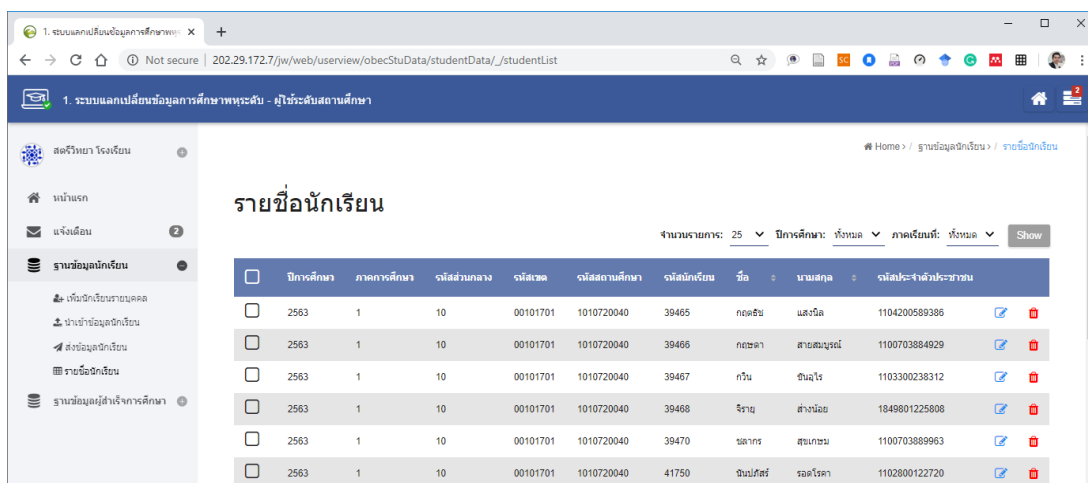 1. ระบบแลกเปลี่ยนข้อมูลการศึกษาพหุระ
Not secure 202.29.172.7/jw/web/userview/obecStuData/studentData/_/studentList
1. ระบบแลกเปลี่ยนข้อมูลการศึกษาพหุระดับ - ผู้ใช้ระดับสถานศึกษา 2
สตรีวิทยา โรงเรียน
Home > / ฐานข้อมูลนักเรียน > / รายชื่อนักเรียน
หน้าแรก
แจ้งเตือน 2
ฐานข้อมูลนักเรียน
เพิ่มนักเรียนรายบุคคล
นำเข้าข้อมูลนักเรียน
ส่งข้อมูลนักเรียน
รายชื่อนักเรียน
ฐานข้อมูลผู้สำเร็จการศึกษา
รายชื่อนักเรียน
จำนวนรายการ: 25 ปีการศึกษา: ทั้งหมด ภาคเรียนที่: ทั้งหมด Show
ปีการศึกษา ภาคการศึกษา รหัสส่วนกลาง รหัสเขต รหัสสถานศึกษา รหัสนักเรียน ชื่อ นามสกุล รหัสประจำตัวประชาชน
2563 1 10 00101701 1010720040 39465 กฤตธัช แสงนิล 1104200589386
2563 1 10 00101701 1010720040 39466 กฤษดา สายสมบูรณ์ 1100703884929
2563 1 10 00101701 1010720040 39467 กวิน ขันอุไร 1103300238312
2563 1 10 00101701 1010720040 39468 จิรายุ ส่างน้อย 1849801225808
2563 1 10 00101701 1010720040 39470 ชลากร สุขเกษม 1100703889963
2563 1 10 00101701 1010720040 41750 นันปภัสร์ รอดโรคา 1102800122720